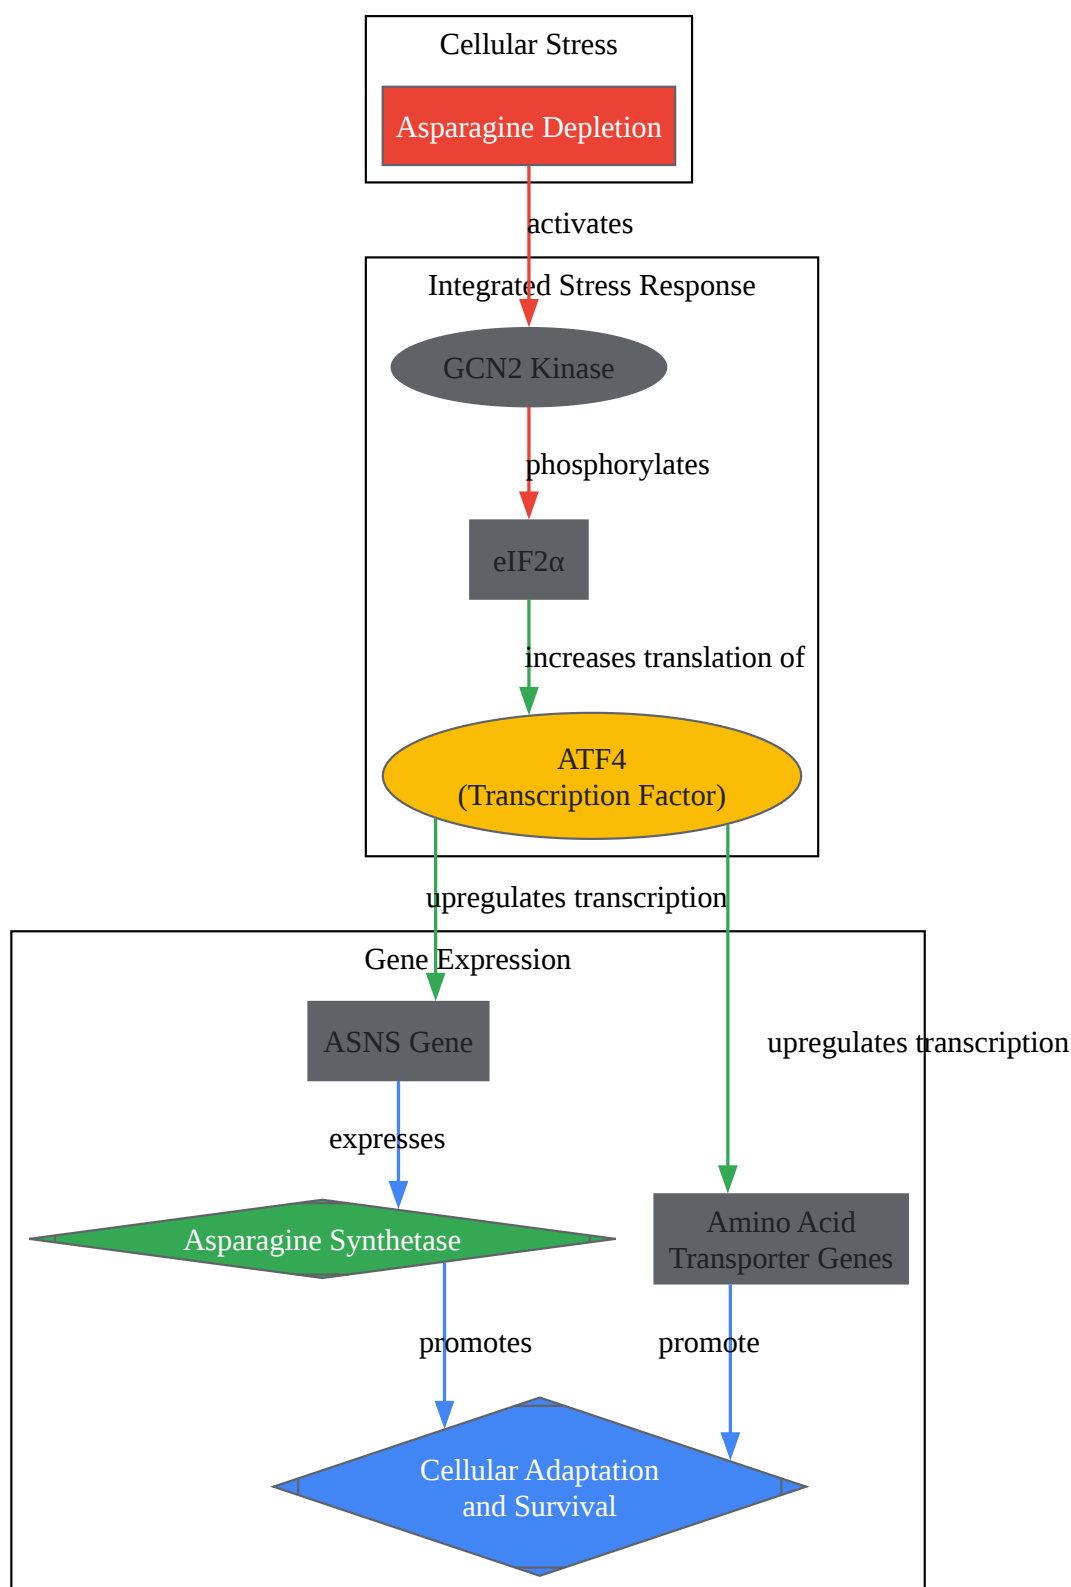 Cellular Stress
Asparagine Depletion
activates
Integrated Stress Response
GCN2 Kinase
phosphorylates
eIF2α
increases translation of
ATF4
(Transcription Factor)
upregulates transcription
Gene Expression
ASNS Gene
upregulates transcription
expresses
Asparagine Synthetase
Amino Acid
Transporter Genes
promotes
promote
Cellular Adaptation
and Survival